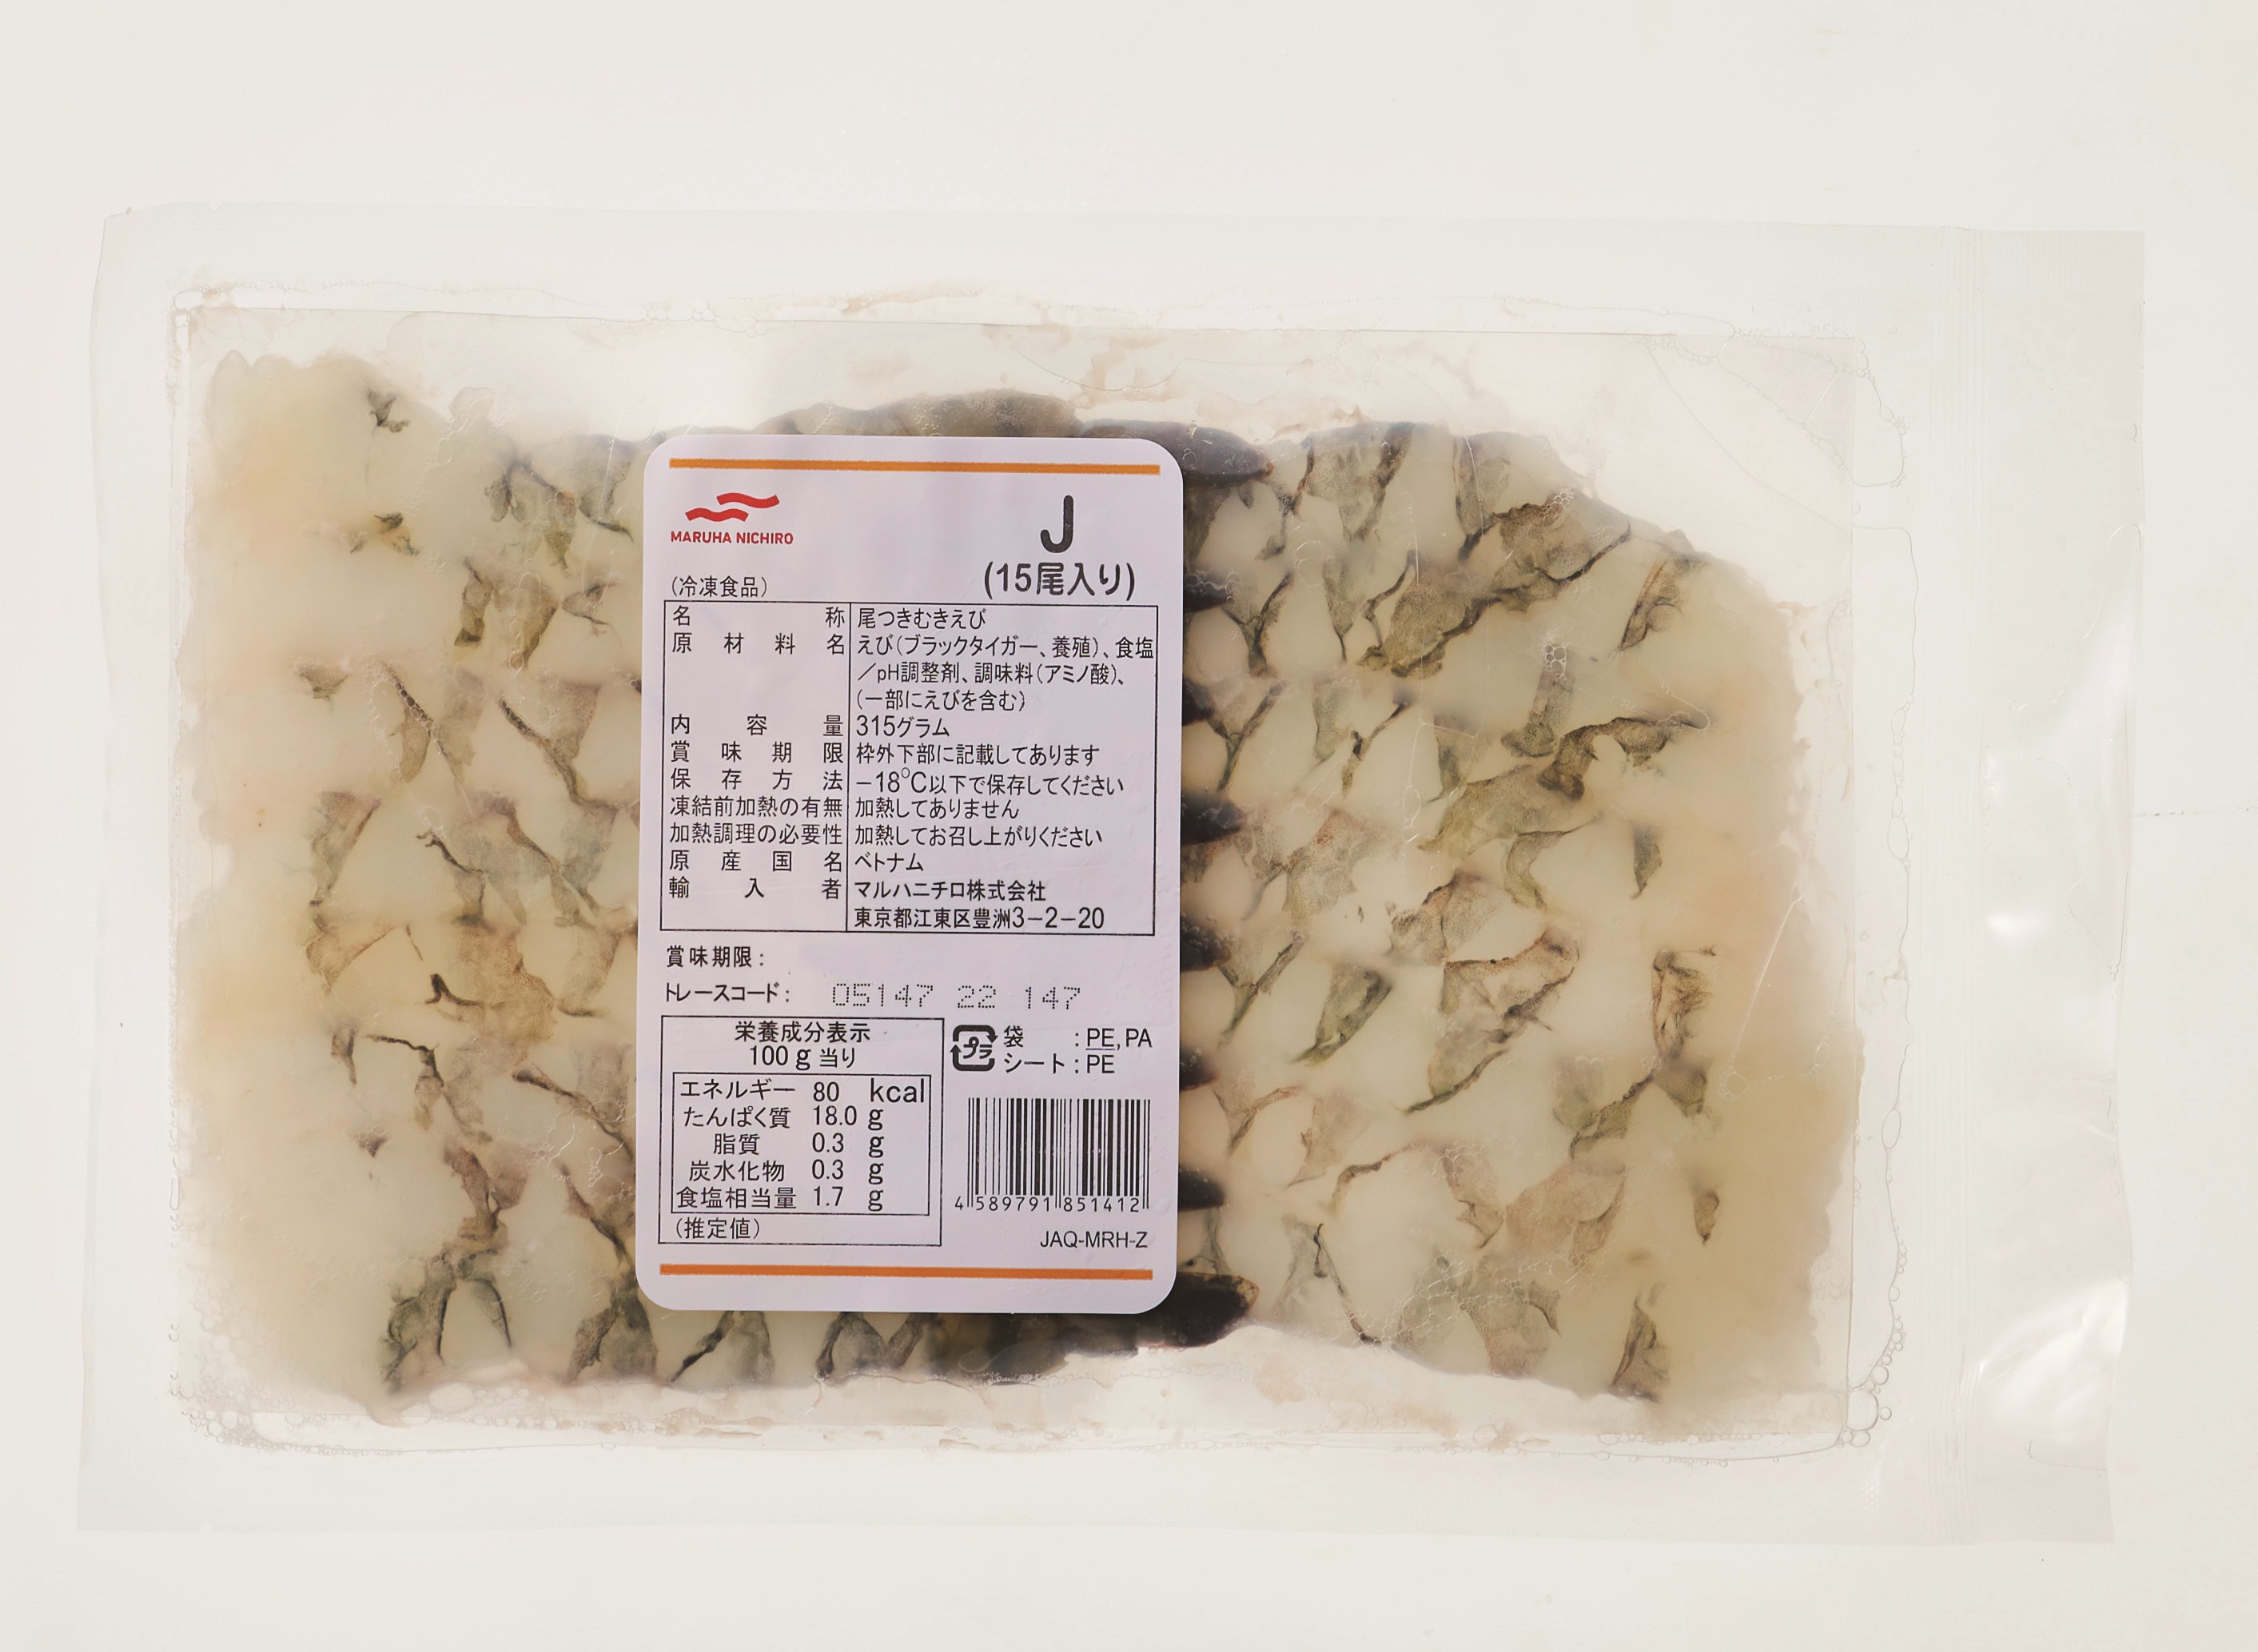 MARUHA NICHIRO
J
(15尾入り)
(冷凍食品)
名称 尾つきむきえび
原材料名 えび(ブラックタイガー、養殖)、食塩
/pH調整剤、調味料(アミノ酸)、
(一部にえびを含む)
内容量 315グラム
賞味期限 枠外下部に記載してあります
保存方法 -18℃以下で保存してください
凍結前加熱の有無 加熱してありません
加熱調理の必要性 加熱してお召し上がりください
原産国名 ベトナム
輸入者 マルハニチロ株式会社
東京都江東区豊洲3-2-20
賞味期限:
トレースコード: 05147 22 147
栄養成分表示
100g当り
エネルギー 80 kcal
たんぱく質 18.0 g
脂質 0.3 g
炭水化物 0.3 g
食塩相当量 1.7 g
(推定値)
プラ 袋 : PE,PA
シート : PE
4 589791 851412
JAQ-MRH-Z